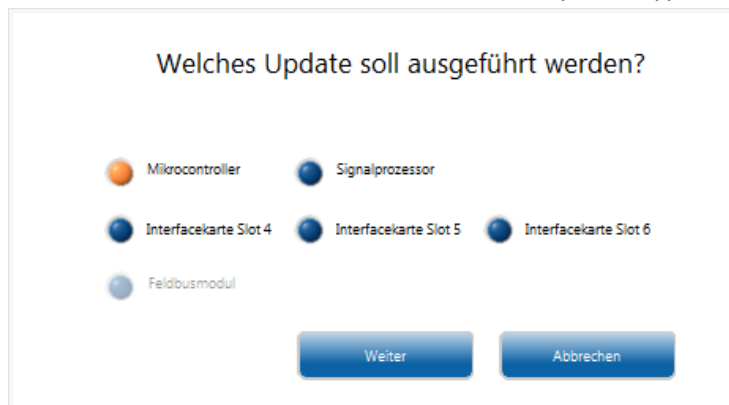 Welches Update soll ausgeführt werden?
Mikrocontroller Signalprozessor
Interfacekarte Slot 4 Interfacekarte Slot 5 Interfacekarte Slot 6
Feldbusmodul
Weiter Abbrechen